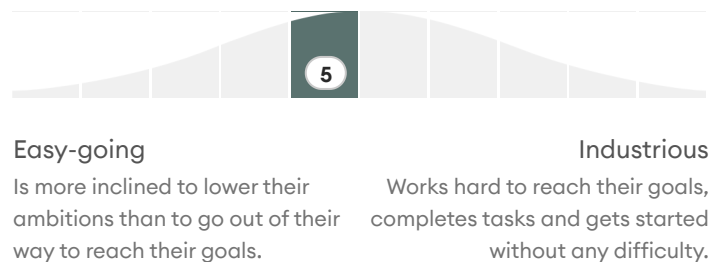 5
Easy-going
Is more inclined to lower their
ambitions than to go out of their
way to reach their goals.
Industrious
Works hard to reach their goals,
completes tasks and gets started
without any difficulty.